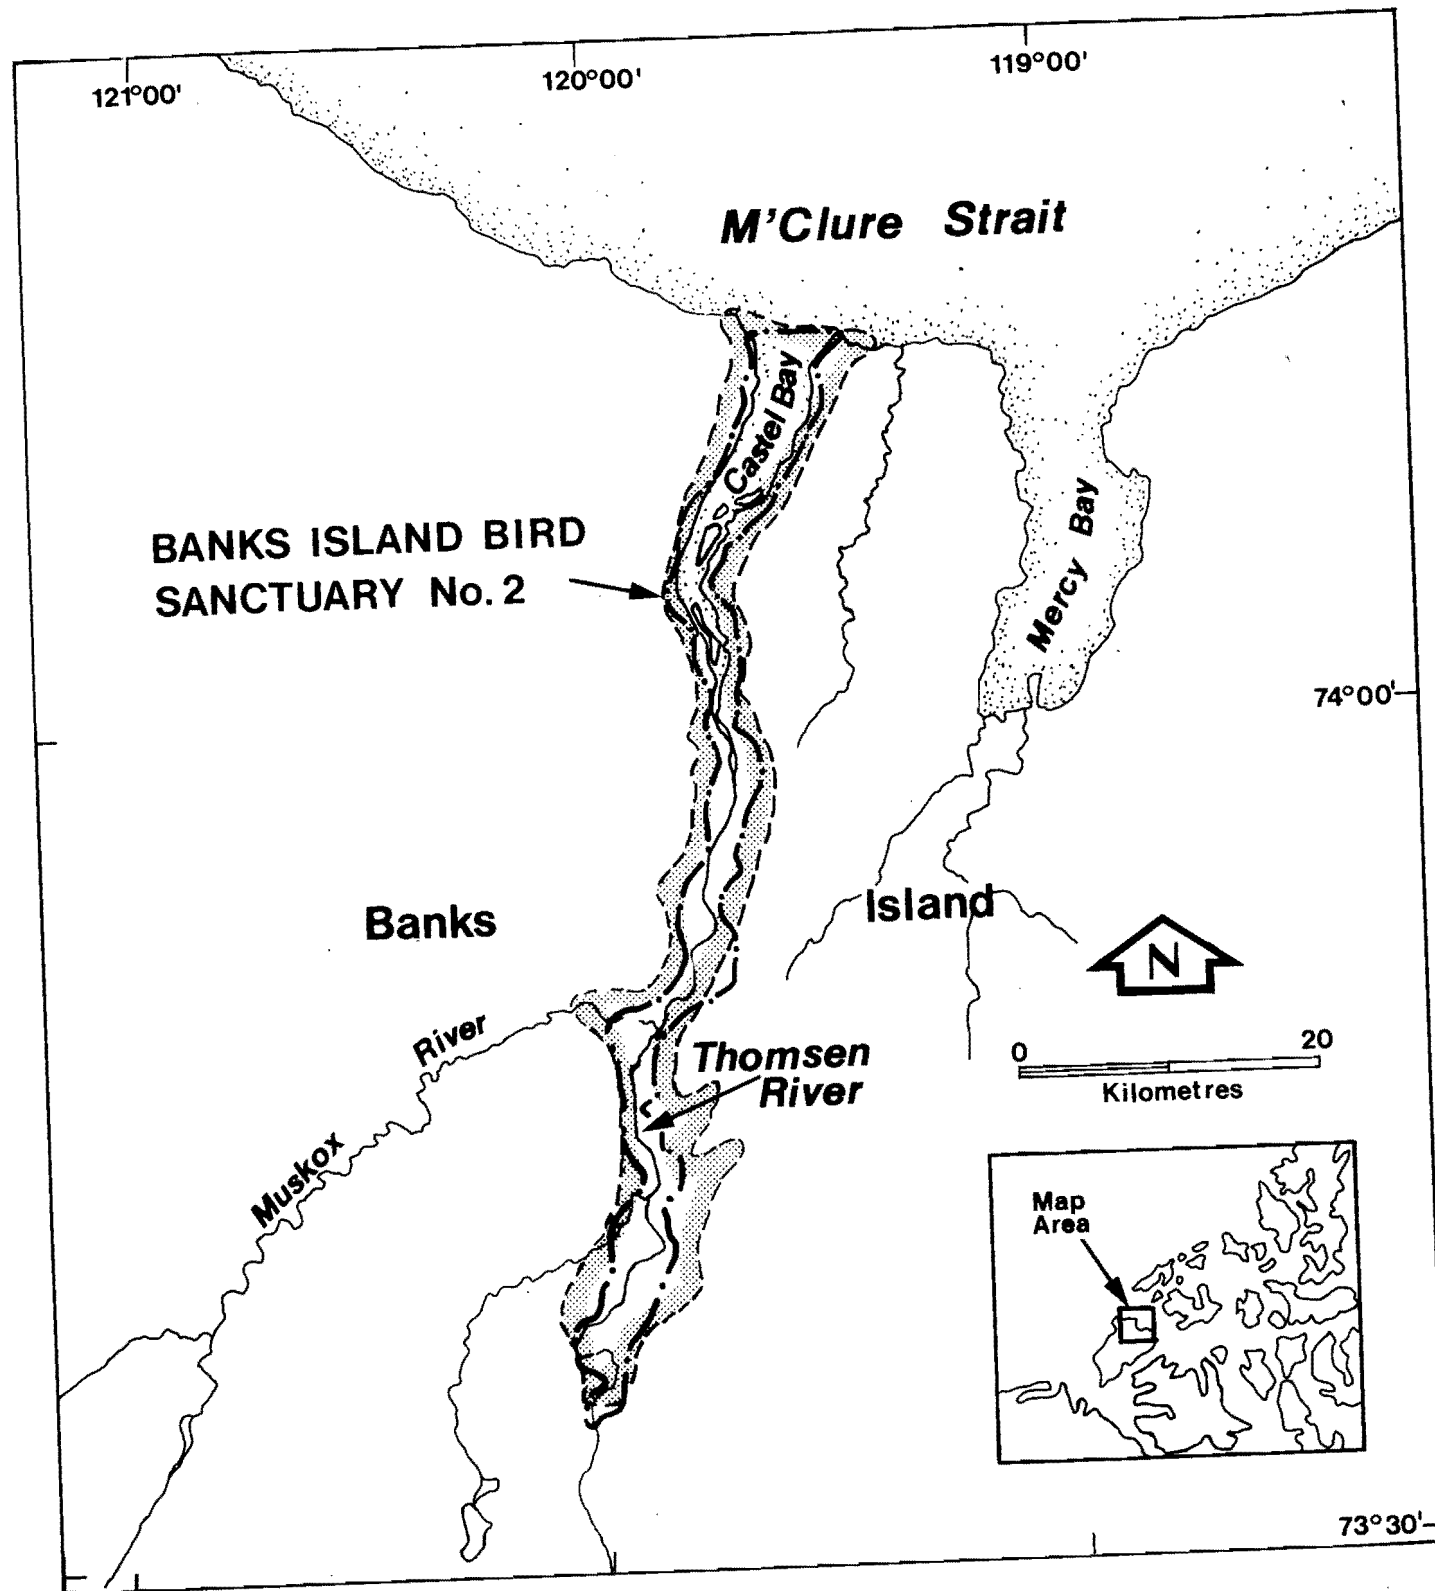 121°00'
120°00'
119°00'
M'Clure Strait
Castel Bay
BANKS ISLAND BIRD
SANCTUARY No. 2
Mercy Bay
74°00'
Banks
Island
N
Muskox River
Thomsen
River
0 20
Kilometres
Map
Area
73°30'